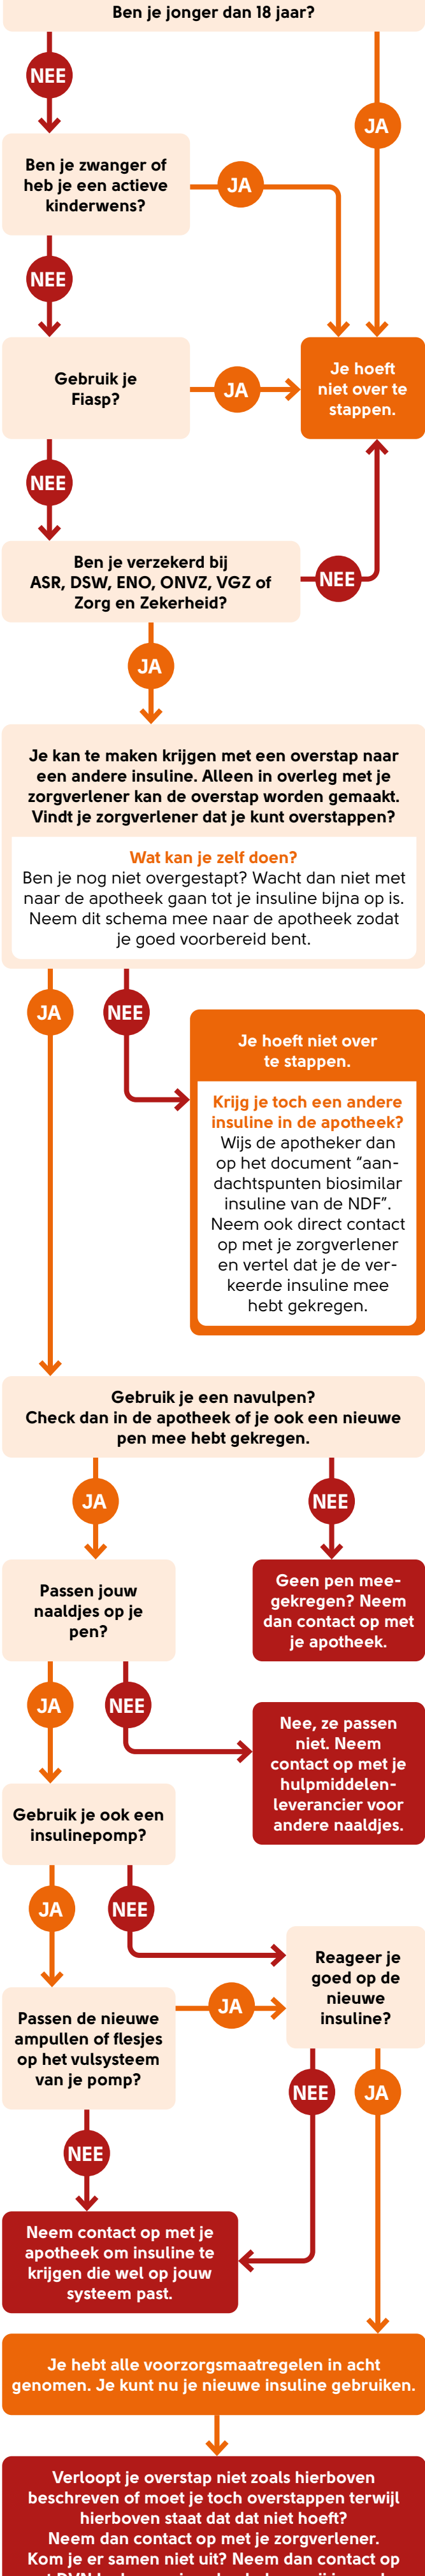 Ben je jonger dan 18 jaar?
NEE
JA
Ben je zwanger of
heb je een actieve
kinderwens?
JA
NEE
Gebruik je
Fiasp?
JA
Je hoeft
niet over te
stappen.
NEE
Ben je verzekerd bij
ASR, DSW, ENO, ONVZ, VGZ of
Zorg en Zekerheid?
NEE
JA
Je kan te maken krijgen met een overstap naar
een andere insuline. Alleen in overleg met je
zorgverlener kan de overstap worden gemaakt.
Vindt je zorgverlener dat je kunt overstappen?
Wat kan je zelf doen?
Ben je nog niet overgestapt? Wacht dan niet met
naar de apotheek gaan tot je insuline bijna op is.
Neem dit schema mee naar de apotheek zodat
je goed voorbereid bent.
JA
NEE
Je hoeft niet over
te stappen.
Krijg je toch een andere
insuline in de apotheek?
Wijs de apotheker dan
op het document “aan-
dachtspunten biosimilar
insuline van de NDF”.
Neem ook direct contact
op met je zorgverlener
en vertel dat je de ver-
keerde insuline mee
hebt gekregen.
Gebruik je een navulpen?
Check dan in de apotheek of je ook een nieuwe
pen mee hebt gekregen.
JA
NEE
Passen jouw
naaldjes op je
pen?
Geen pen mee-
gekregen? Neem
dan contact op met
je apotheek.
JA
NEE
Nee, ze passen
niet. Neem
contact op met je
hulpmiddelen-
leverancier voor
andere naaldjes.
Gebruik je ook een
insulinepomp?
JA
NEE
Reageer je
goed op de
nieuwe
insuline?
Passen de nieuwe
ampullen of flesjes
op het vulsysteem
van je pomp?
JA
NEE
JA
NEE
Neem contact op met je
apotheek om insuline te
krijgen die wel op jouw
systeem past.
Je hebt alle voorzorgsmaatregelen in acht
genomen. Je kunt nu je nieuwe insuline gebruiken.
Verloopt je overstap niet zoals hierboven
beschreven of moet je toch overstappen terwijl
hierboven staat dat dat niet hoeft?
Neem dan contact op met je zorgverlener.
Kom je er samen niet uit? Neem dan contact op